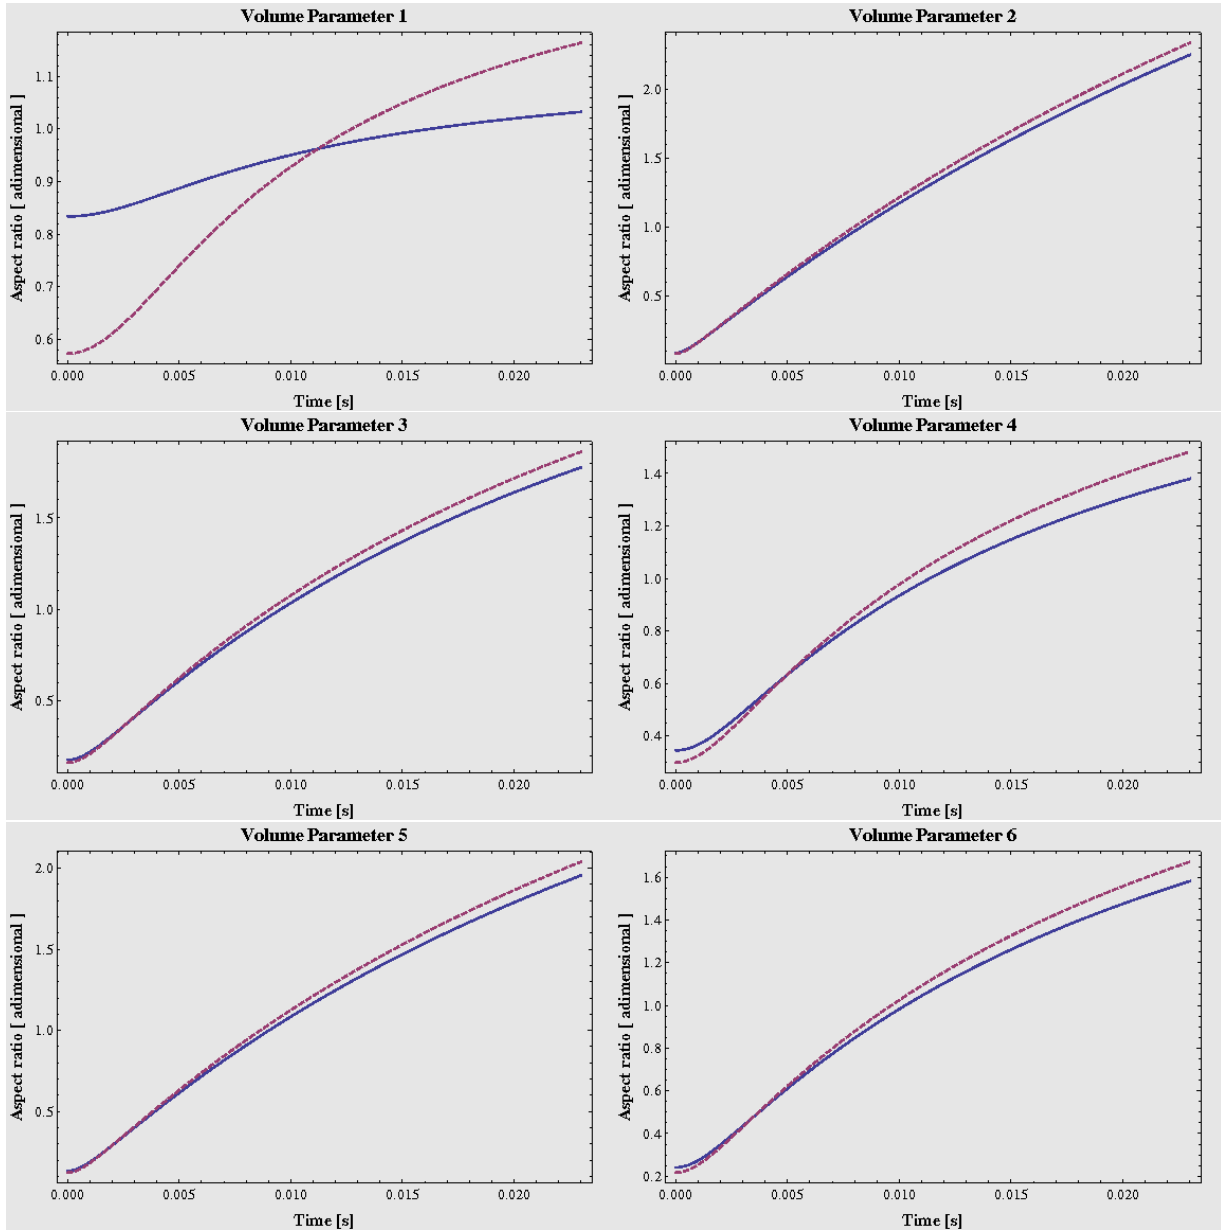 Volume Parameter 1
Aspect ratio [ adimensional ]
1.1
1.0
0.9
0.8
0.7
0.6
0.000 0.005 0.010 0.015 0.020
Time [s]
Volume Parameter 2
Aspect ratio [ adimensional ]
2.0
1.5
1.0
0.5
0.000 0.005 0.010 0.015 0.020
Time [s]
Volume Parameter 3
Aspect ratio [ adimensional ]
1.5
1.0
0.5
0.000 0.005 0.010 0.015 0.020
Time [s]
Volume Parameter 4
Aspect ratio [ adimensional ]
1.4
1.2
1.0
0.8
0.6
0.4
0.000 0.005 0.010 0.015 0.020
Time [s]
Volume Parameter 5
Aspect ratio [ adimensional ]
2.0
1.5
1.0
0.5
0.000 0.005 0.010 0.015 0.020
Time [s]
Volume Parameter 6
Aspect ratio [ adimensional ]
1.6
1.4
1.2
1.0
0.8
0.6
0.4
0.2
0.000 0.005 0.010 0.015 0.020
Time [s]